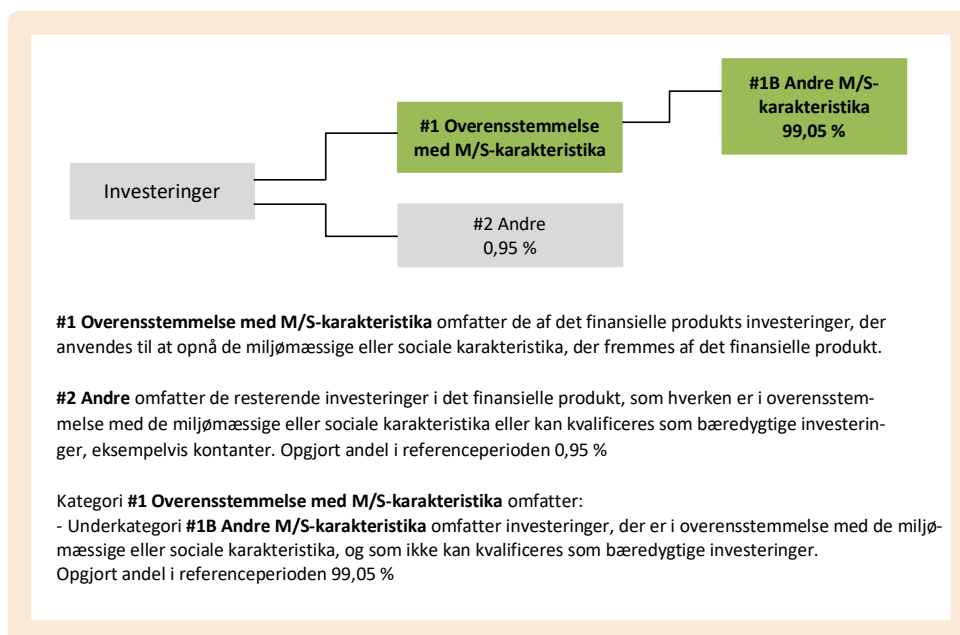 #1B Andre M/S-
karakteristika
99,05 %
#1 Overensstemmelse
med M/S-karakteristika
Investeringer
#2 Andre
0,95 %
#1 Overensstemmelse med M/S-karakteristika omfatter de af det finansielle produkts investeringer, der
anvendes til at opnå de miljømæssige eller sociale karakteristika, der fremmes af det finansielle produkt.
#2 Andre omfatter de resterende investeringer i det finansielle produkt, som hverken er i overensstem-
melse med de miljømæssige eller sociale karakteristika eller kan kvalificeres som bæredygtige investerin-
ger, eksempelvis kontanter. Opgjort andel i referenceperioden 0,95 %
Kategori #1 Overensstemmelse med M/S-karakteristika omfatter:
- Underkategori #1B Andre M/S-karakteristika omfatter investeringer, der er i overensstemmelse med de miljø-
mæssige eller sociale karakteristika, og som ikke kan kvalificeres som bæredygtige investeringer.
Opgjort andel i referenceperioden 99,05 %